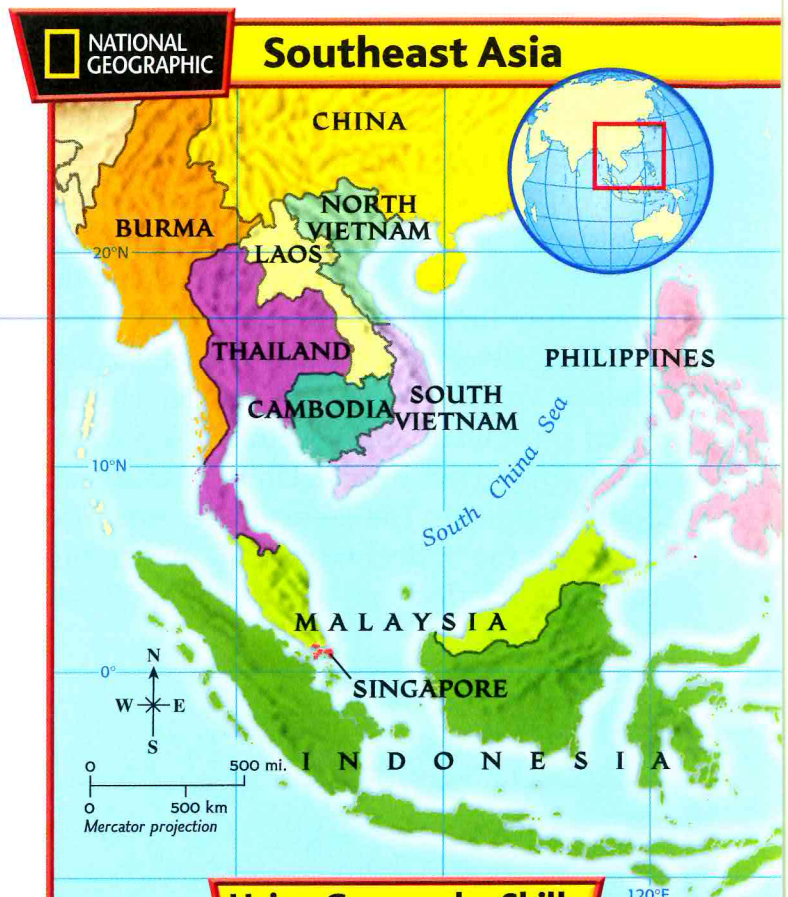 NATIONAL
GEOGRAPHIC
Southeast Asia
CHINA
NORTH
VIETNAM
BURMA
LAOS
20°N
THAILAND
PHILIPPINES
CAMBODIA
SOUTH
VIETNAM
South China Sea
10°N
MALAYSIA
N
0°
W E
SINGAPORE
S
INDONESIA
0 500 mi.
0 500 km
Mercator projection
120°E